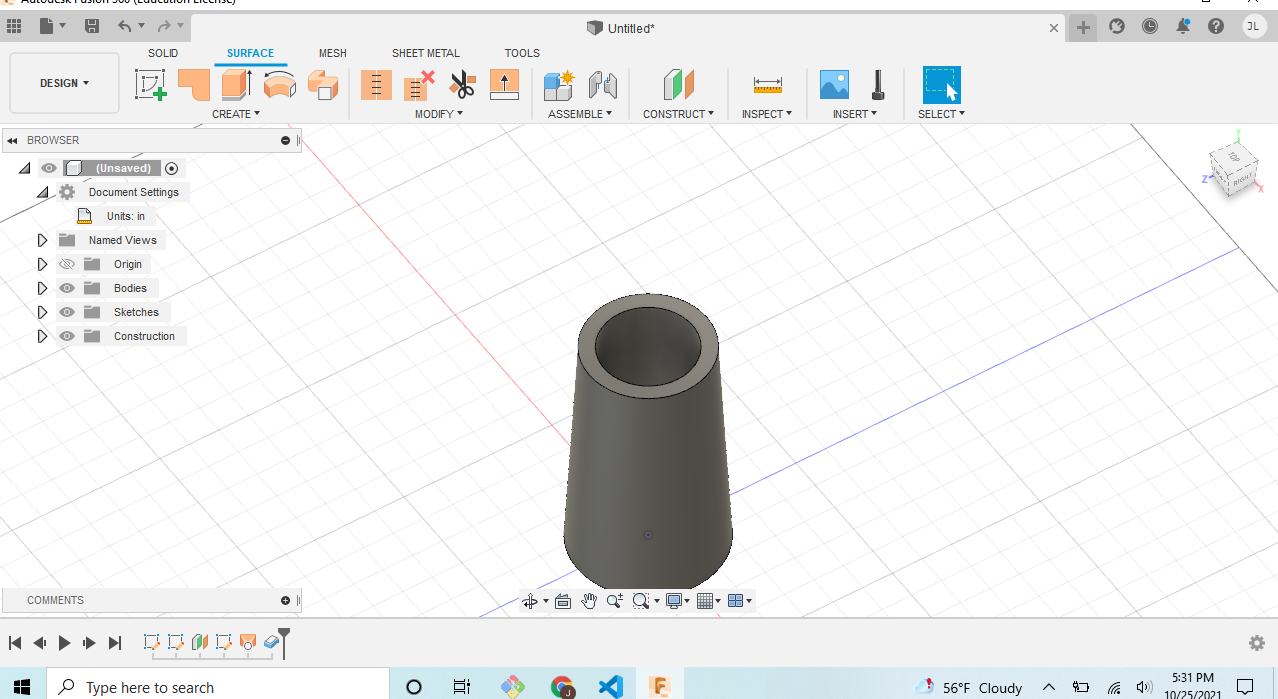 Autodesk Fusion 360 (Education License)
Untitled*
JL
SOLID SURFACE MESH SHEET METAL TOOLS
DESIGN
CREATE MODIFY ASSEMBLE CONSTRUCT INSPECT INSERT SELECT
BROWSER
(Unsaved)
Document Settings
Units: in
Named Views
Origin
Bodies
Sketches
Construction
TOP
RIGHT
Y
Z
X
COMMENTS
Type here to search
J
F
56°F Cloudy
5:31 PM
10/25/2021